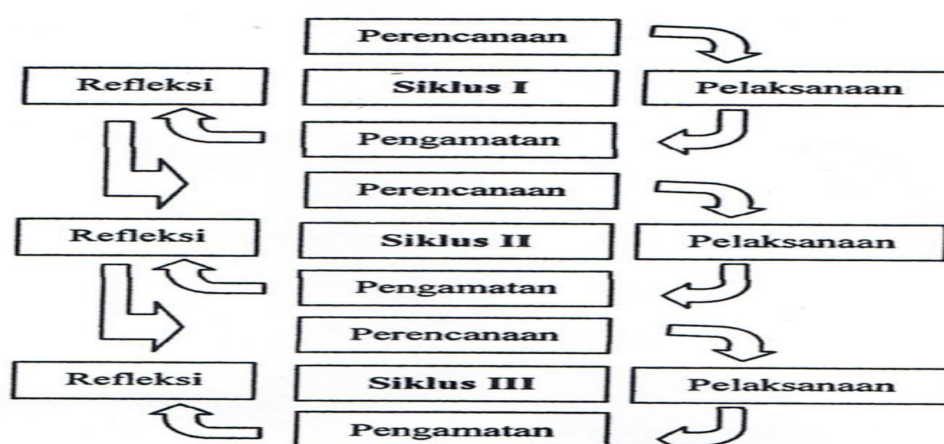 Perencanaan
Refleksi Siklus I Pelaksanaan
Pengamatan
Perencanaan
Refleksi Siklus II Pelaksanaan
Pengamatan
Perencanaan
Refleksi Siklus III Pelaksanaan
Pengamatan